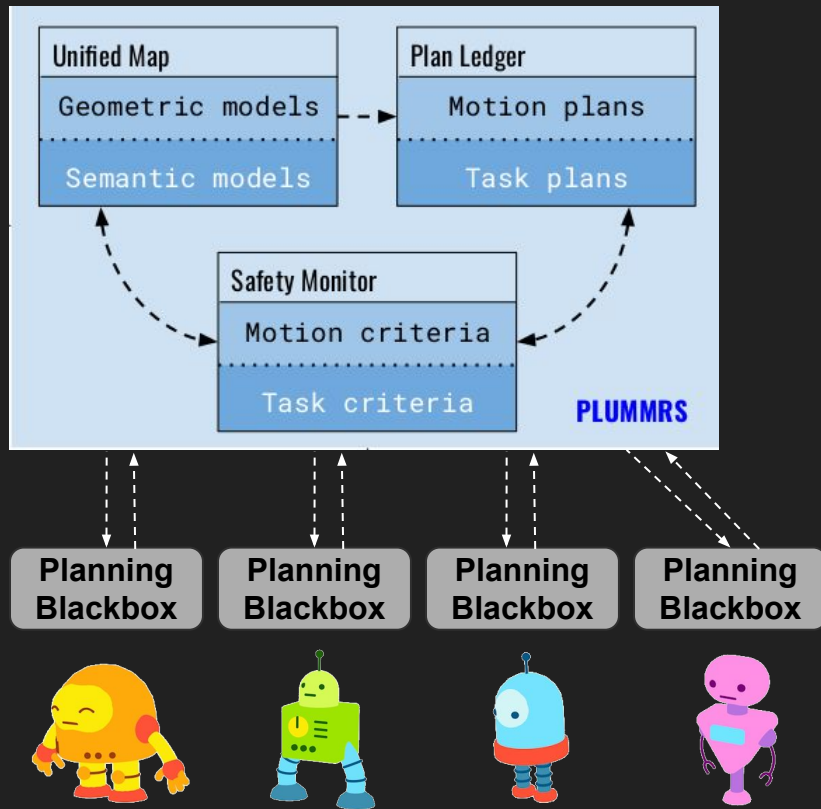 Unified Map
Geometric models
Semantic models
Plan Ledger
Motion plans
Task plans
Safety Monitor
Motion criteria
Task criteria
PLUMMRS
Planning
Blackbox
Planning
Blackbox
Planning
Blackbox
Planning
Blackbox